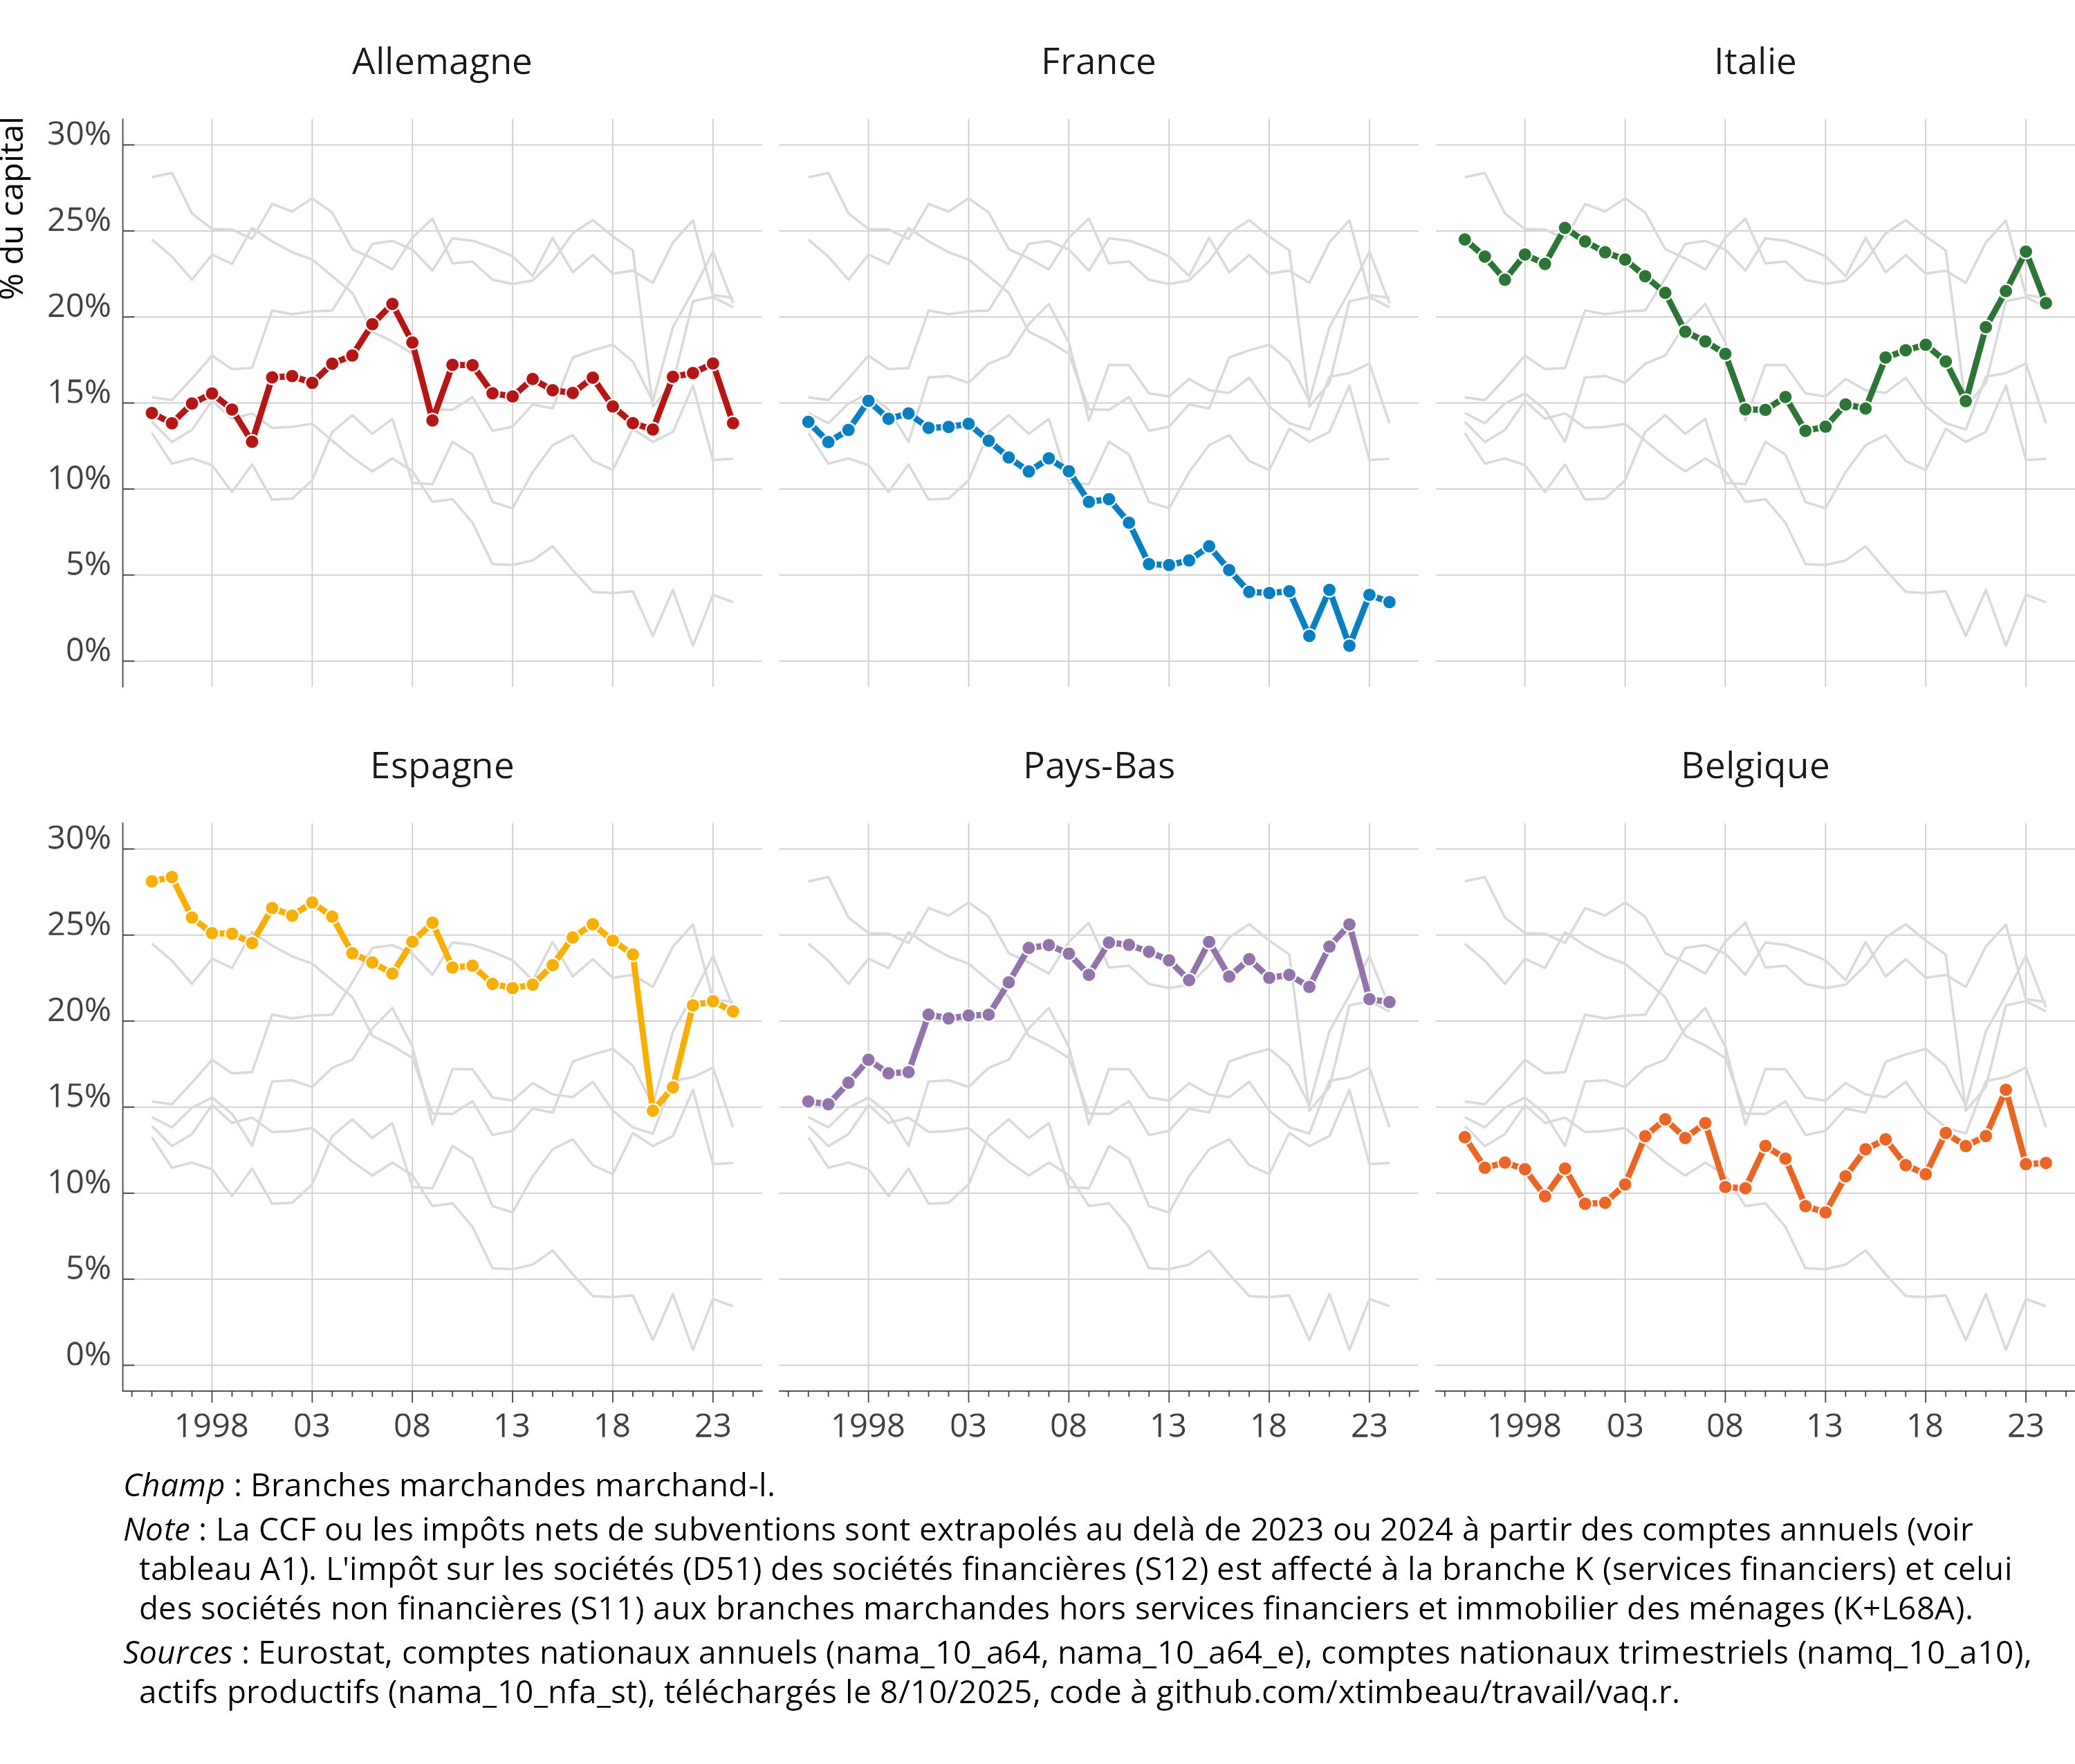 Allemagne
France
Italie
% du capital
30%
25%
20%
15%
10%
5%
0%
Espagne
Pays-Bas
Belgique
30%
25%
20%
15%
10%
5%
0%
1998 03 08 13 18 23
1998 03 08 13 18 23
1998 03 08 13 18 23
Champ : Branches marchandes marchand-l.
Note : La CCF ou les impôts nets de subventions sont extrapolés au delà de 2023 ou 2024 à partir des comptes annuels (voir
tableau A1). L'impôt sur les sociétés (D51) des sociétés financières (S12) est affecté à la branche K (services financiers) et celui
des sociétés non financières (S11) aux branches marchandes hors services financiers et immobilier des ménages (K+L68A).
Sources : Eurostat, comptes nationaux annuels (nama_10_a64, nama_10_a64_e), comptes nationaux trimestriels (namq_10_a10),
actifs productifs (nama_10_nfa_st), téléchargés le 8/10/2025, code à github.com/xtimbeau/travail/vaq.r.